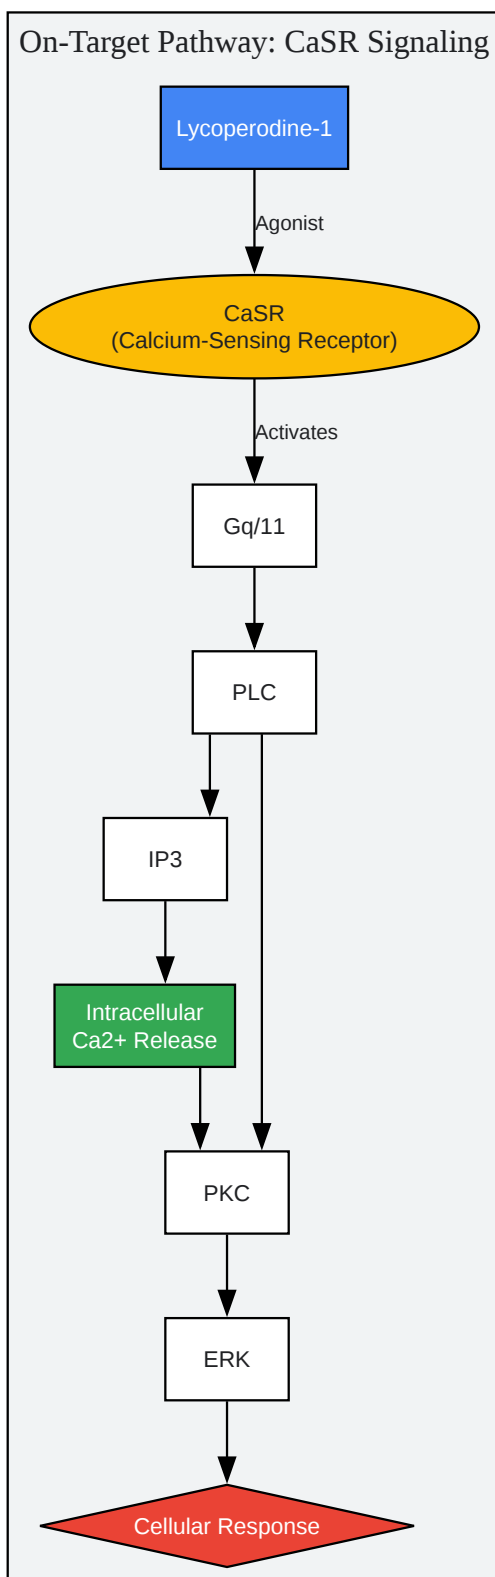 On-Target Pathway: CaSR Signaling
Lycoperodine-1
Agonist
CaSR
(Calcium-Sensing Receptor)
Activates
Gq/11
PLC
IP3
Intracellular
Ca2+ Release
PKC
ERK
Cellular Response